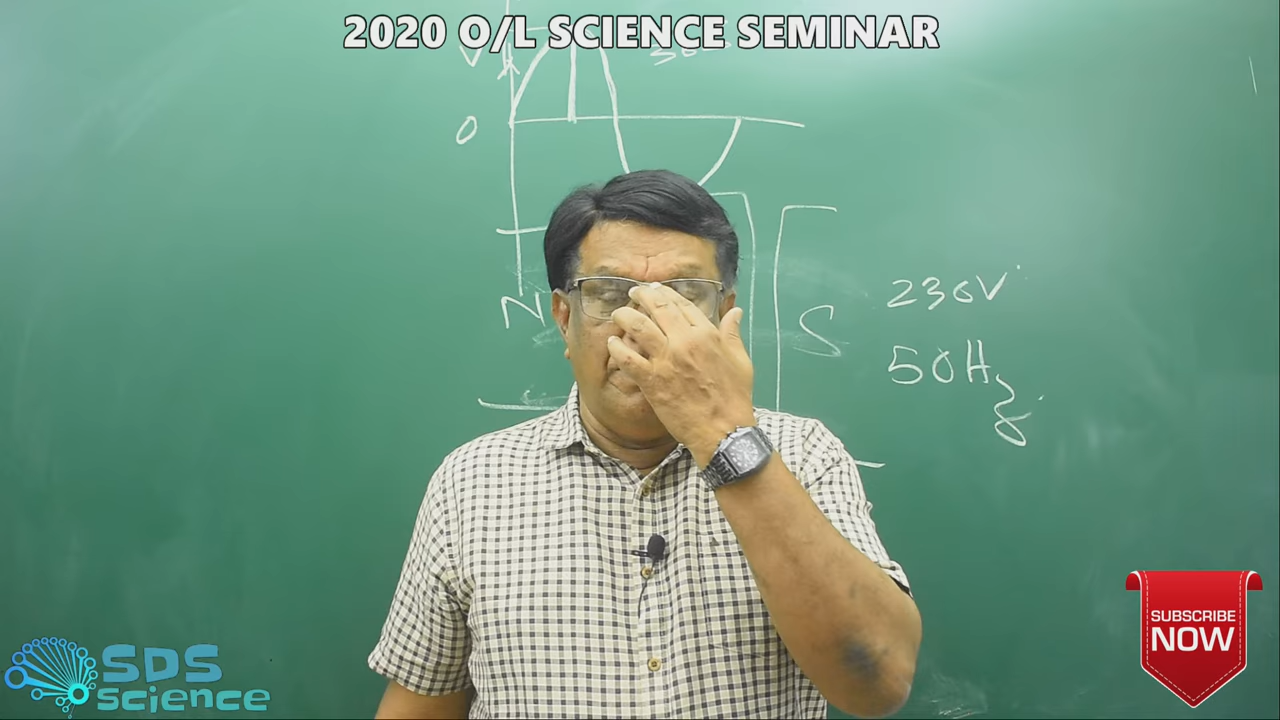 2020 O/L SCIENCE SEMINAR
V
0
N
S
230V
50Hz
SUBSCRIBE
NOW
SDS
science